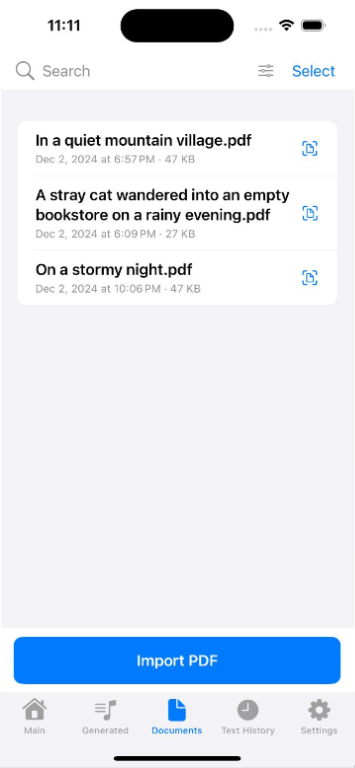 11:11
Search
Select
In a quiet mountain village.pdf
Dec 2, 2024 at 6:57 PM · 47 KB
A stray cat wandered into an empty
bookstore on a rainy evening.pdf
Dec 2, 2024 at 6:09 PM · 27 KB
On a stormy night.pdf
Dec 2, 2024 at 10:06 PM · 47 KB
Import PDF
Main
Generated
Documents
Text History
Settings